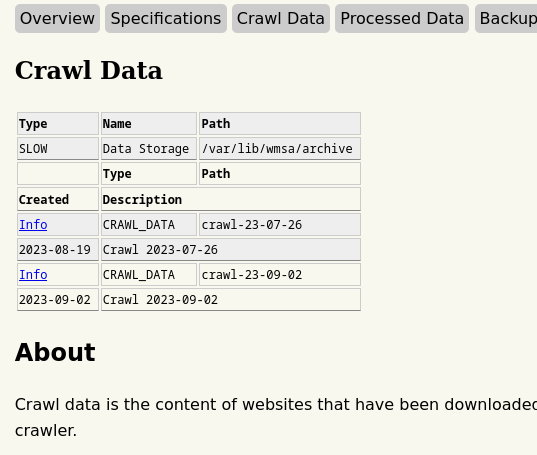 Overview Specifications Crawl Data Processed Data Backup
Crawl Data
Type Name Path
SLOW Data Storage /var/lib/wmsa/archive
Type Path
Created Description
Info CRAWL_DATA crawl-23-07-26
2023-08-19 Crawl 2023-07-26
Info CRAWL_DATA crawl-23-09-02
2023-09-02 Crawl 2023-09-02
About
Crawl data is the content of websites that have been downloaded
crawler.